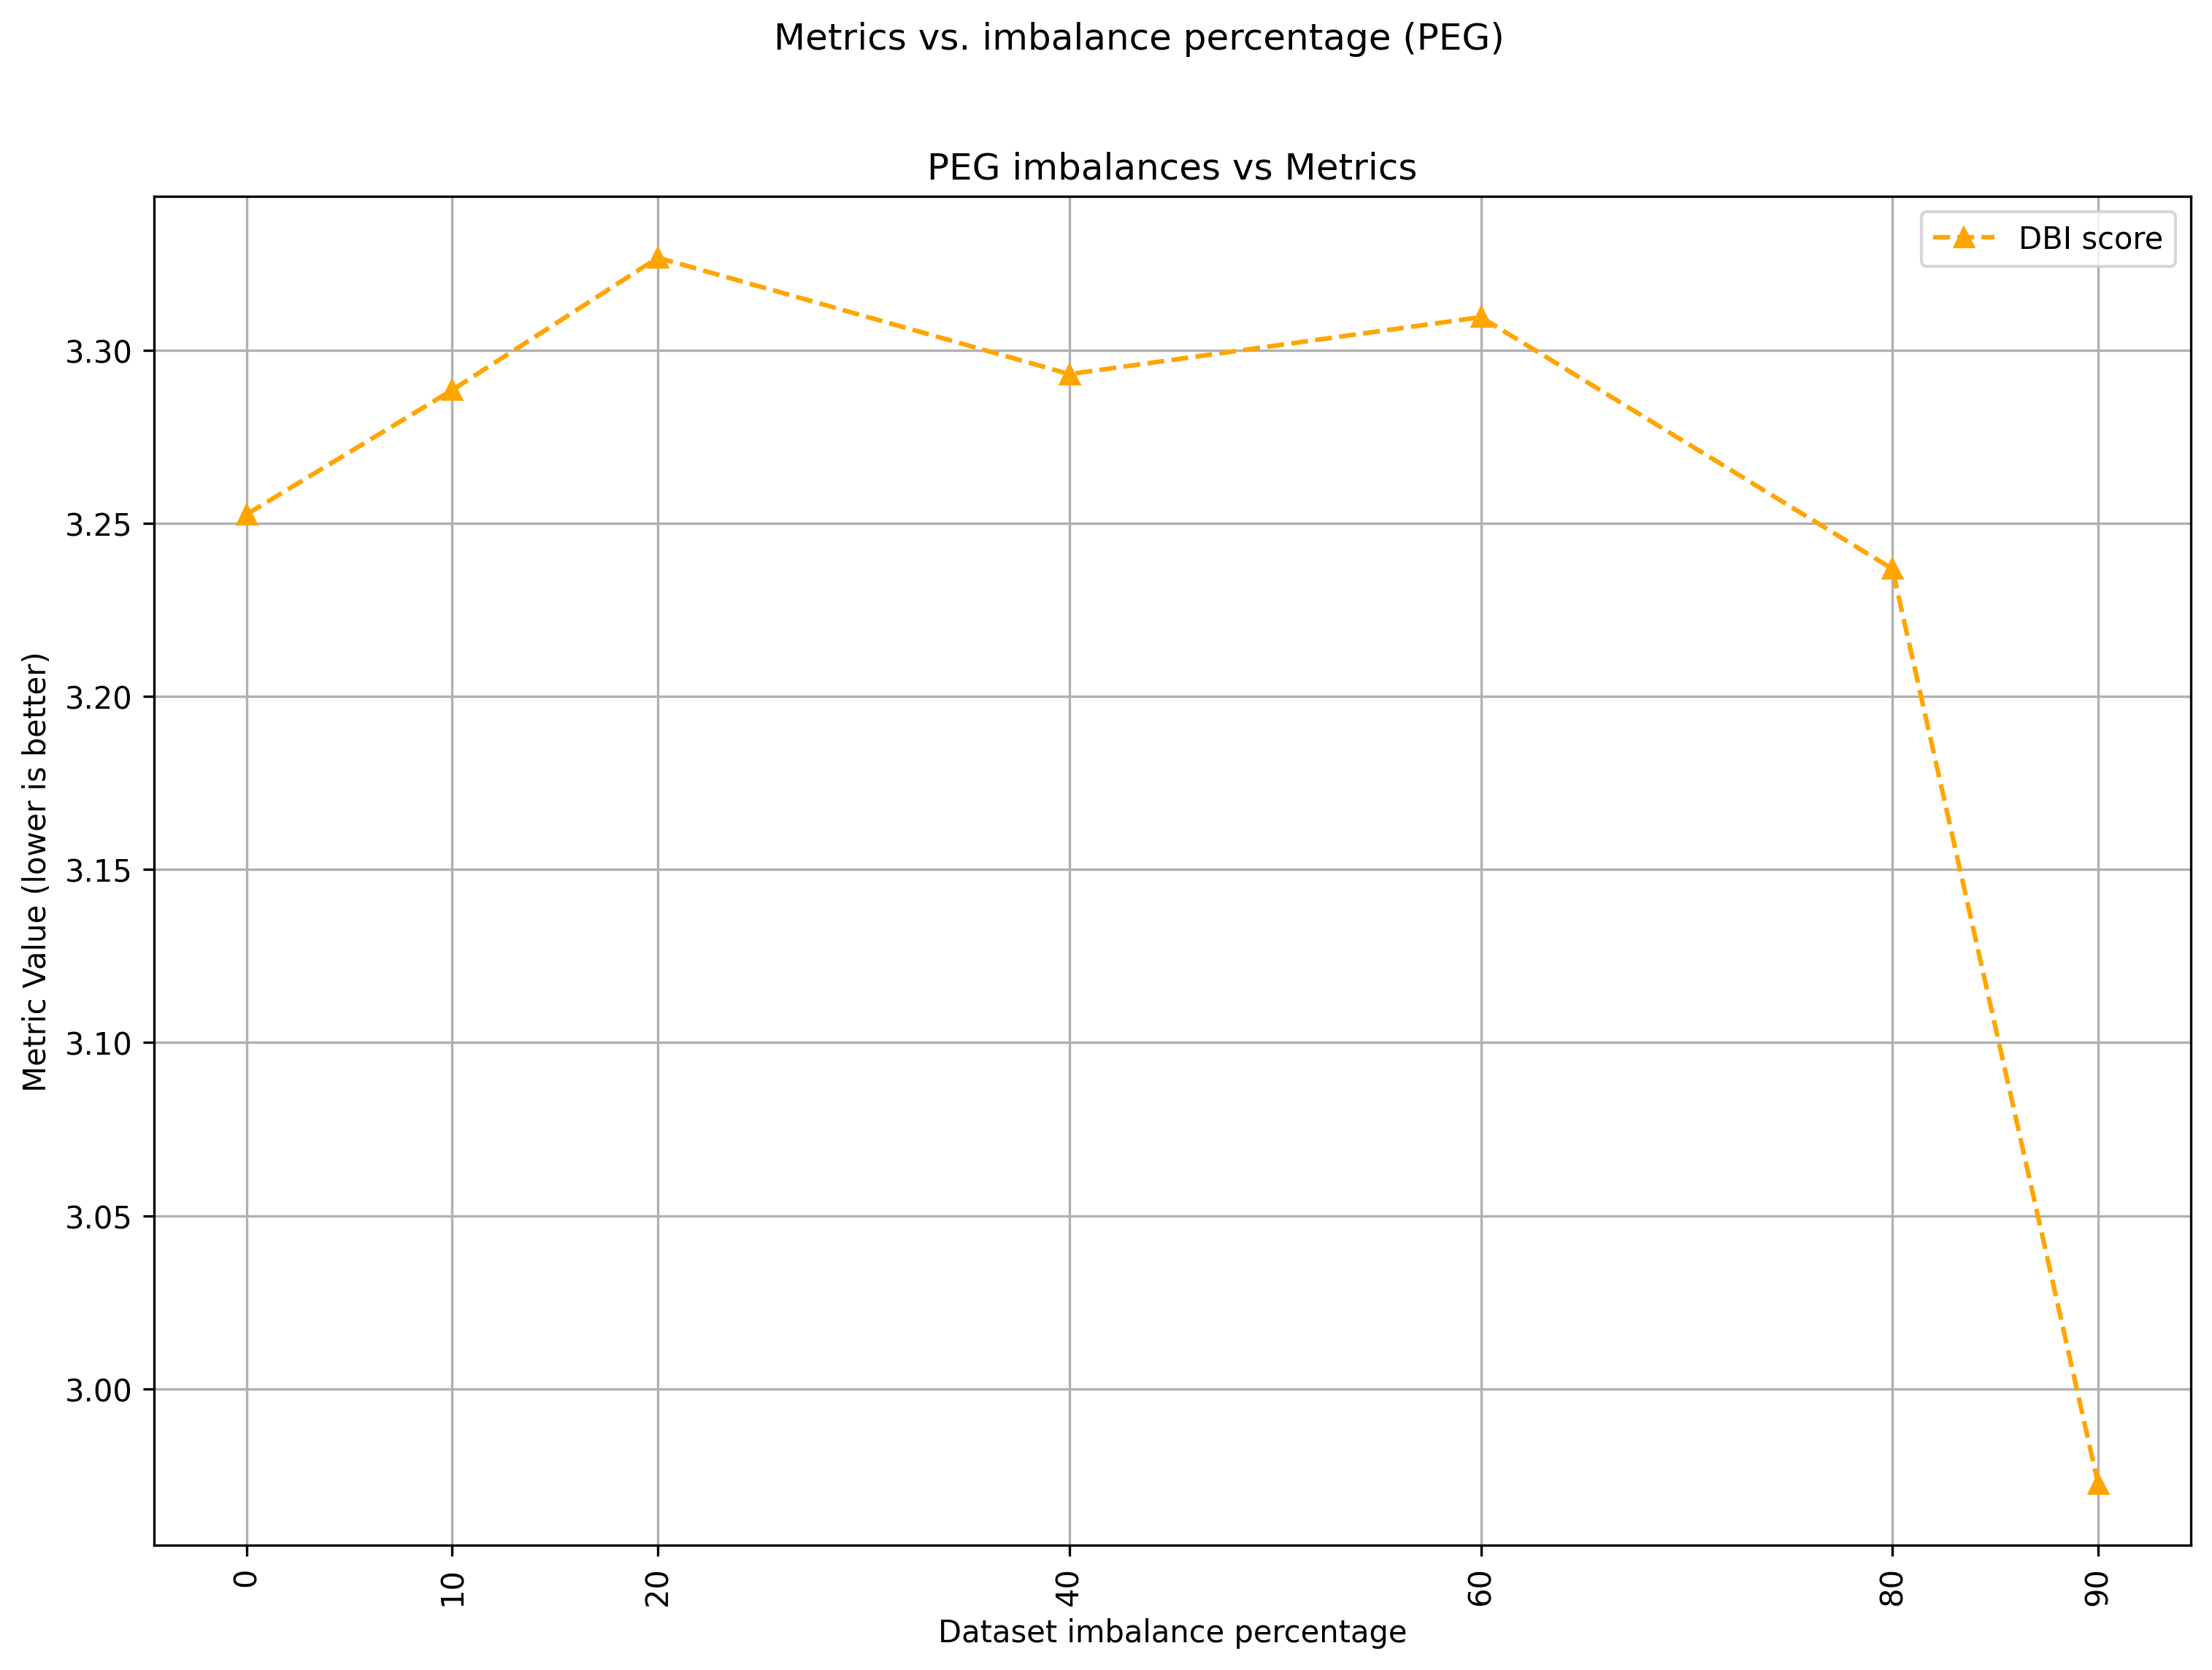 Metrics vs. imbalance percentage (PEG)
PEG imbalances vs Metrics
DBI score
Metric Value (lower is better)
3.30
3.25
3.20
3.15
3.10
3.05
3.00
0
10
20
40
60
80
90
Dataset imbalance percentage